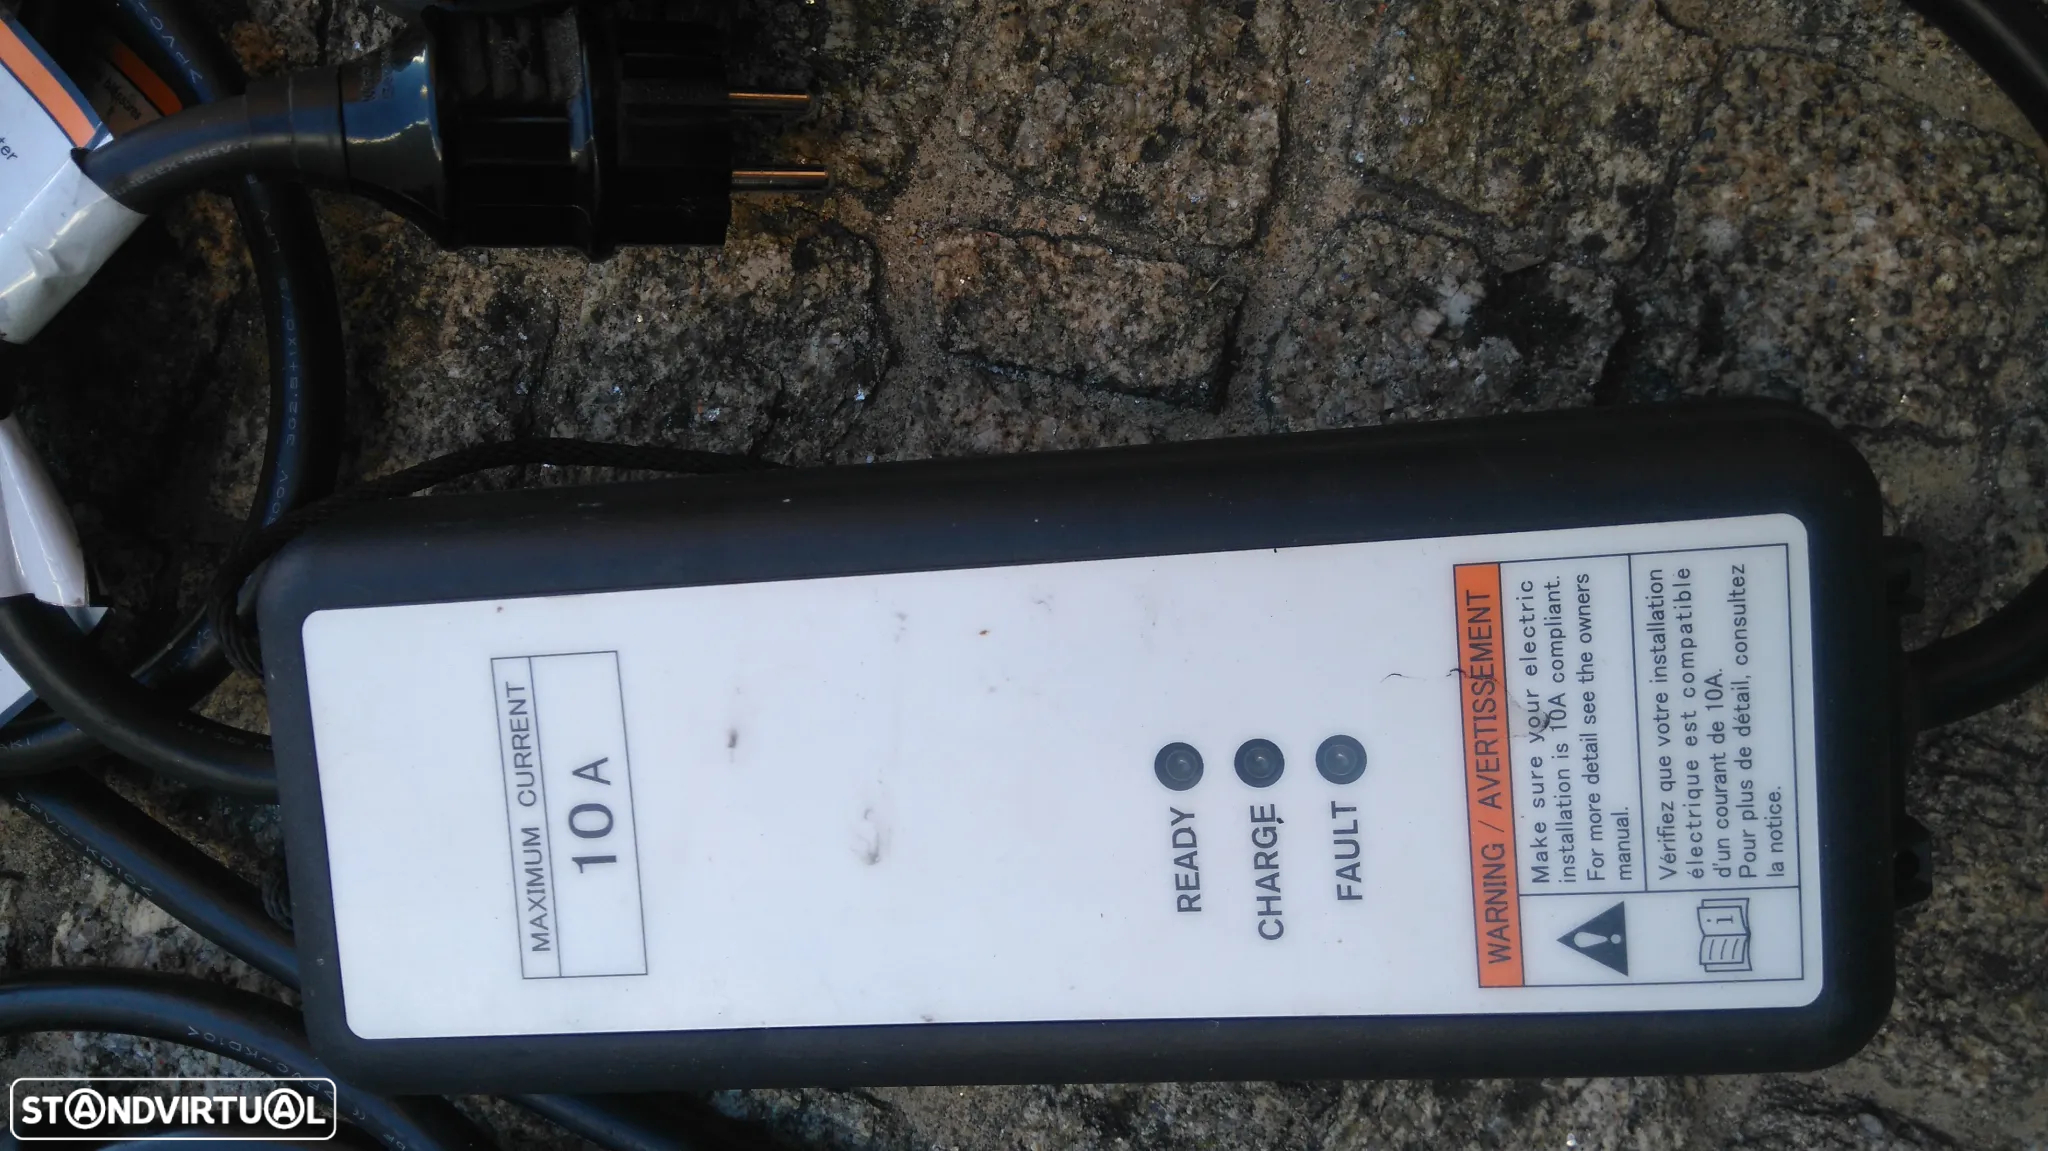 MAXIMUM CURRENT
10 A
READY
CHARGE
FAULT
WARNING / AVERTISSEMENT
Make sure your electric
installation is 10A compliant.
For more detail see the owners
manual.
Vérifiez que votre installation
électrique est compatible
d'un courant de 10A.
Pour plus de détail, consultez
la notice.
STANDVIRTUAL